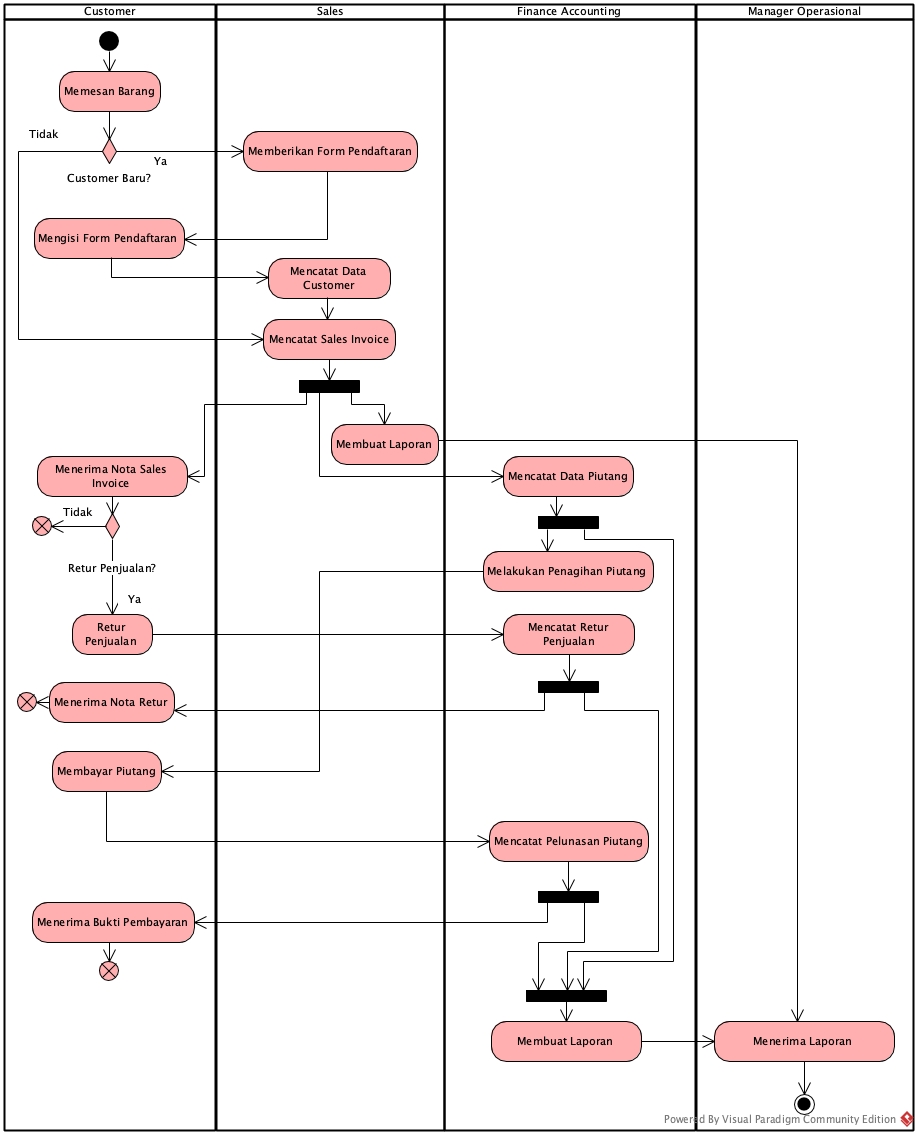 Customer
Sales
Finance Accounting
Manager Operasional
Memesan Barang
Tidak
Ya
Customer Baru?
Memberikan Form Pendaftaran
Mengisi Form Pendaftaran
Mencatat Data
Customer
Mencatat Sales Invoice
Membuat Laporan
Menerima Nota Sales
Invoice
Mencatat Data Piutang
Tidak
Retur Penjualan?
Melakukan Penagihan Piutang
Ya
Retur
Penjualan
Mencatat Retur
Penjualan
Menerima Nota Retur
Membayar Piutang
Mencatat Pelunasan Piutang
Menerima Bukti Pembayaran
Membuat Laporan
Menerima Laporan
Powered By Visual Paradigm Community Edition